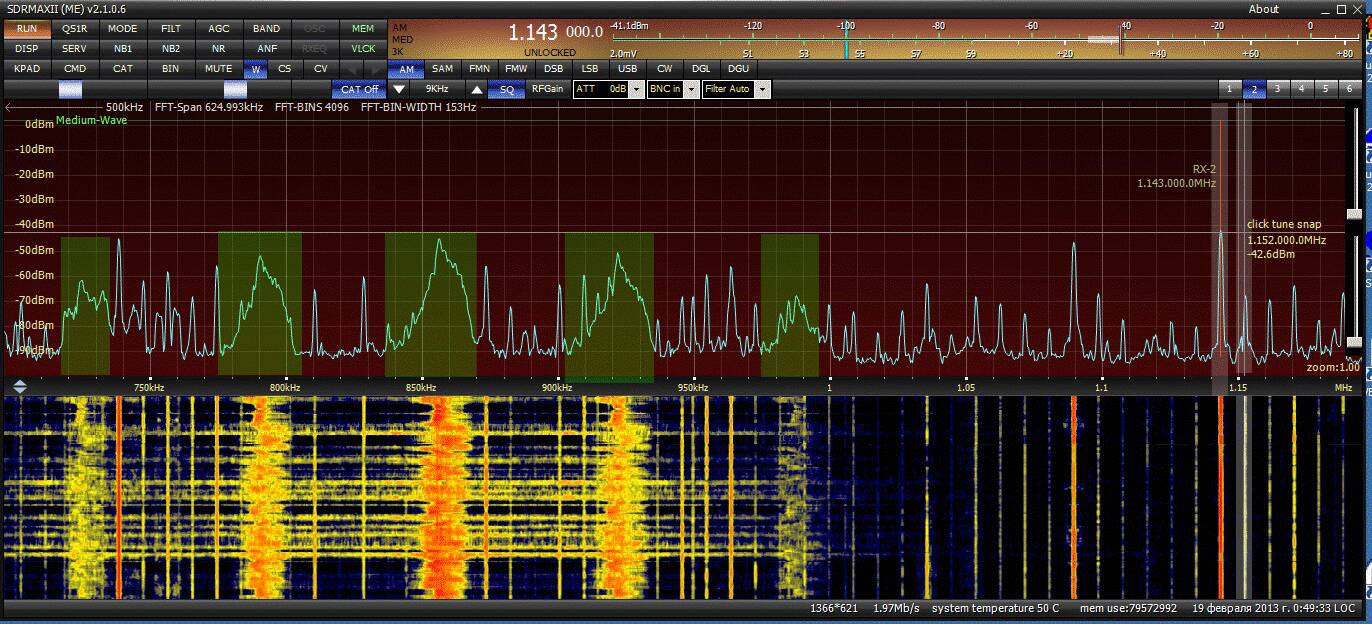 SDRMAXII (ME) v2.1.0.6 About
RUN QS1R MODE FILT AGC BAND OSC MEM
AM 1.143 000.0 -41.1dBm -120 -100 -80 -60 -40 -20 0
DISP SERV NB1 NB2 NR ANF RXEQ VLCK
MED
3K UNLOCKED 2.0mV S1 S3 S5 S7 S9 +20 +40 +60 +80
KPAD CMD CAT BIN MUTE W CS CV AM SAM FMN FMW DSB LSB USB CW DGL DGU
CAT Off 9KHz SQ RFGain ATT 0dB BNC in Filter Auto 1 2 3 4 5 6
500kHz FFT-Span 624.993kHz FFT-BINS 4096 FFT-BIN-WIDTH 153Hz
0dBm Medium-Wave
-10dBm
-20dBm RX-2
1.143.000.0MHz
-30dBm
-40dBm click tune snap
1.152.000.0MHz
-50dBm -42.6dBm
-60dBm
-70dBm
-80dBm
-90dBm
zoom:1.00
750kHz 800kHz 850kHz 900kHz 950kHz 1 1.05 1.1 1.15 MHz
1366*621 1.97Mb/s system temperature 50 C mem use:79572992 19 февраля 2013 г. 0:49:33 LOC